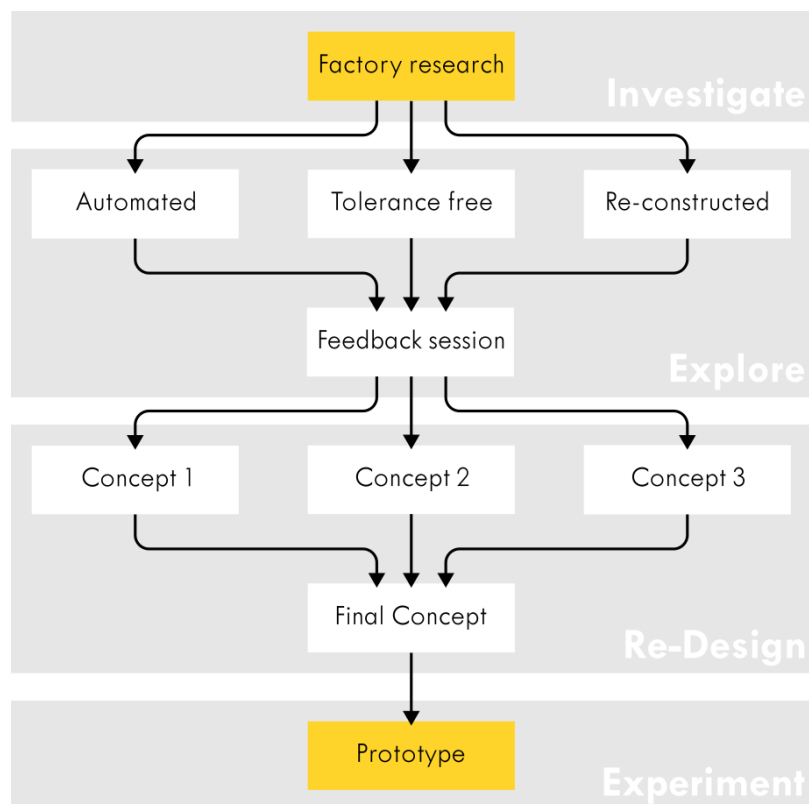 Factory research
Investigate
Automated
Tolerance free
Re-constructed
Feedback session
Explore
Concept 1
Concept 2
Concept 3
Final Concept
Re-Design
Prototype
Experiment